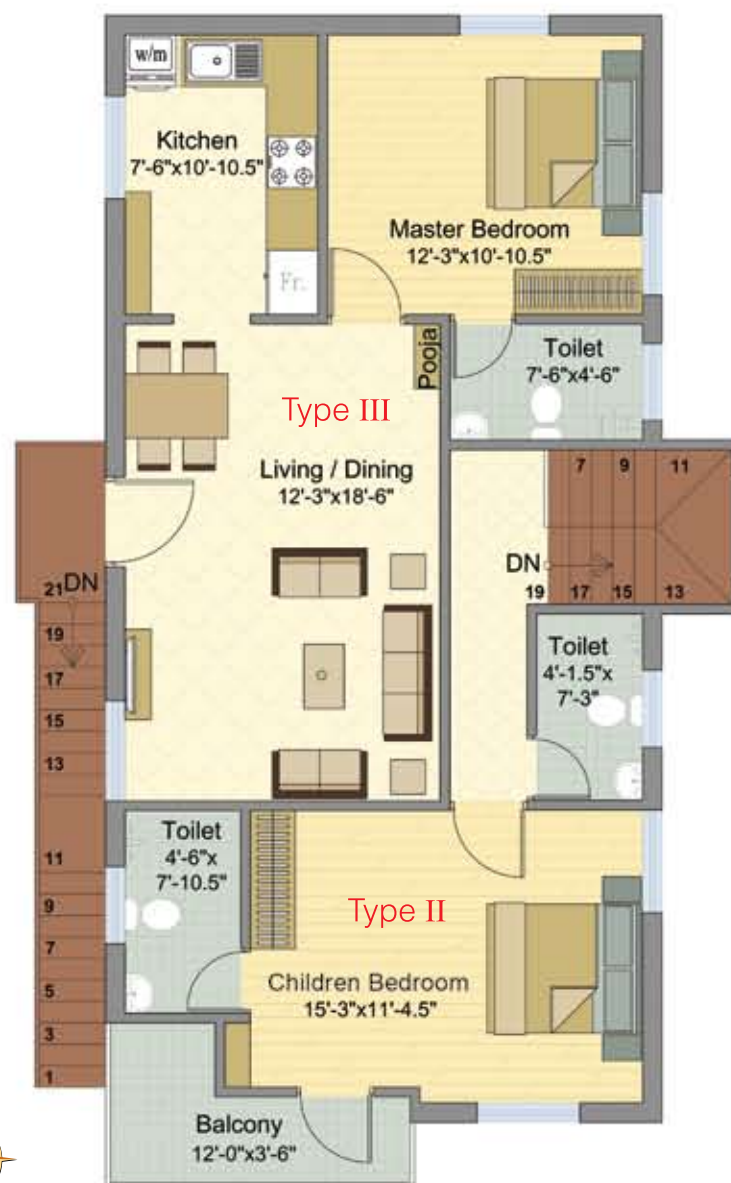 w/m
Kitchen
7'-6"x10'-10.5"
Fr.
Master Bedroom
12'-3"x10'-10.5"
Pooja
Toilet
7'-6"x4'-6"
Type III
Living / Dining
12'-3"x18'-6"
7 9 11
DN
19 17 15 13
21 DN
19
17
15
13
11
9
7
5
3
1
Toilet
4'-1.5"x
7'-3"
Toilet
4'-6"x
7'-10.5"
Type II
Children Bedroom
15'-3"x11'-4.5"
Balcony
12'-0"x3'-6"